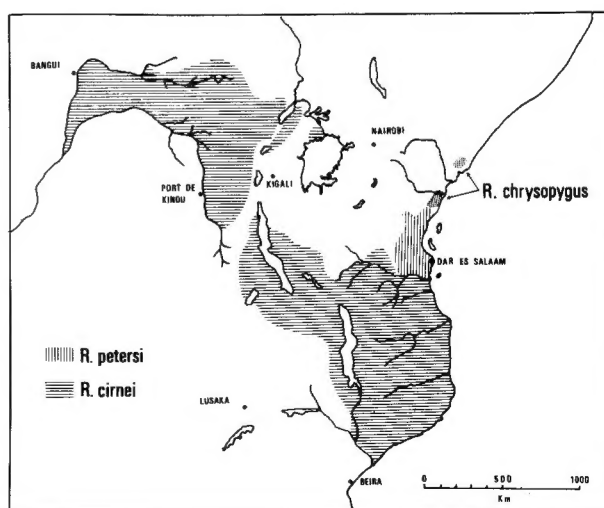 BANGUI
NAIROBI
PORT DE
KINDU
KIGALI
R. chrysopygus
DAR ES SALAAM
R. petersi
R. cirnei
LUSAKA
BEIRA
0 500 1000
Km